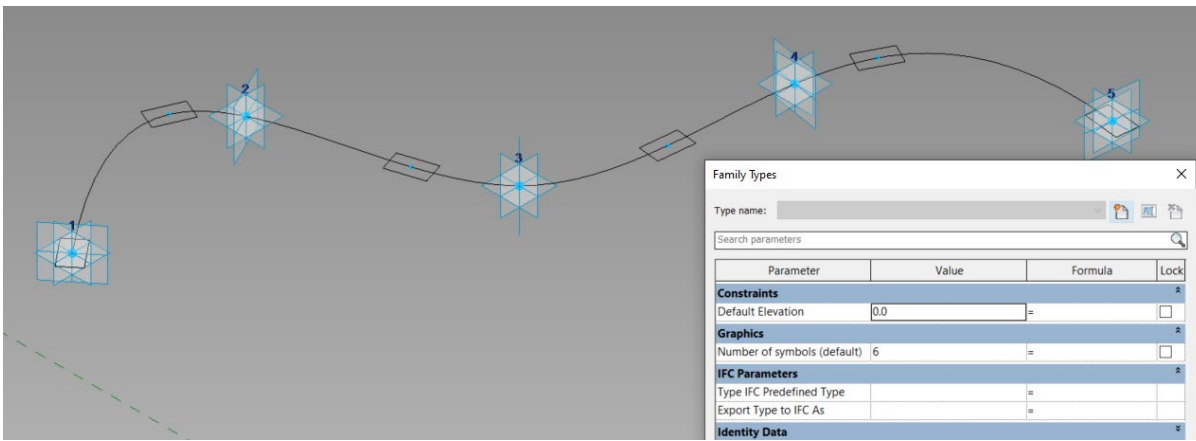 2
4
5
3
1
Family Types
Type name:
Search parameters
Parameter Value Formula Lock
Constraints
Default Elevation 0.0 =
Graphics
Number of symbols (default) 6 =
IFC Parameters
Type IFC Predefined Type =
Export Type to IFC As =
Identity Data